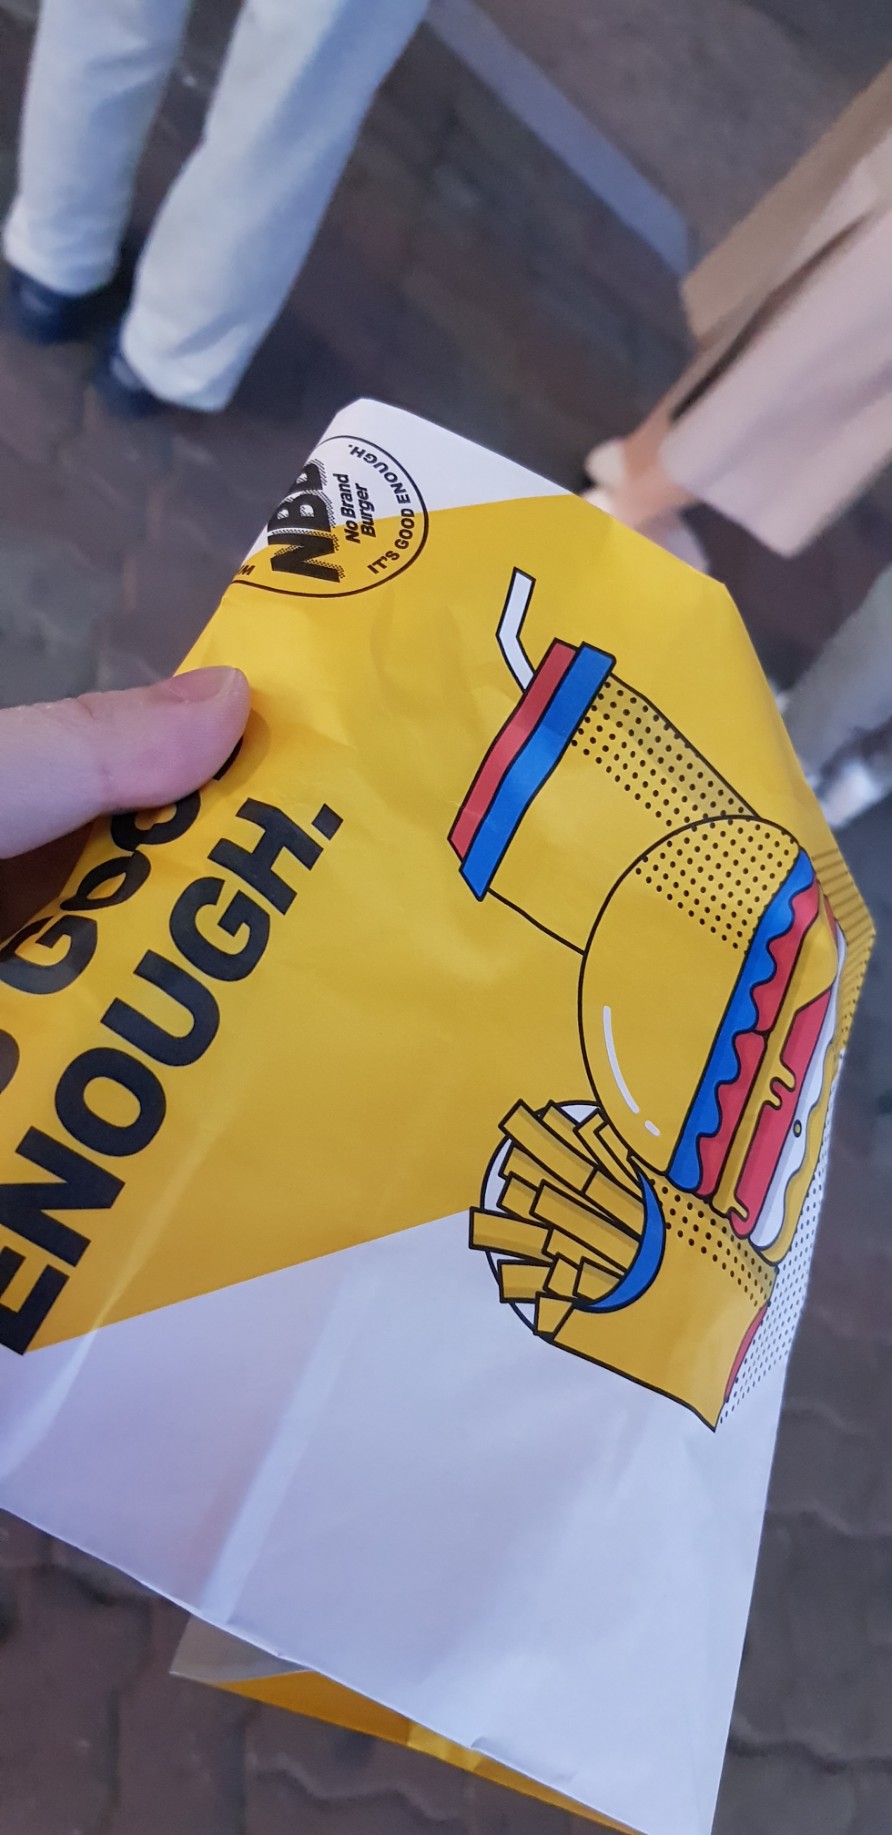 NBB
No Brand
Burger
IT'S GOOD ENOUGH.
GOOD
ENOUGH.